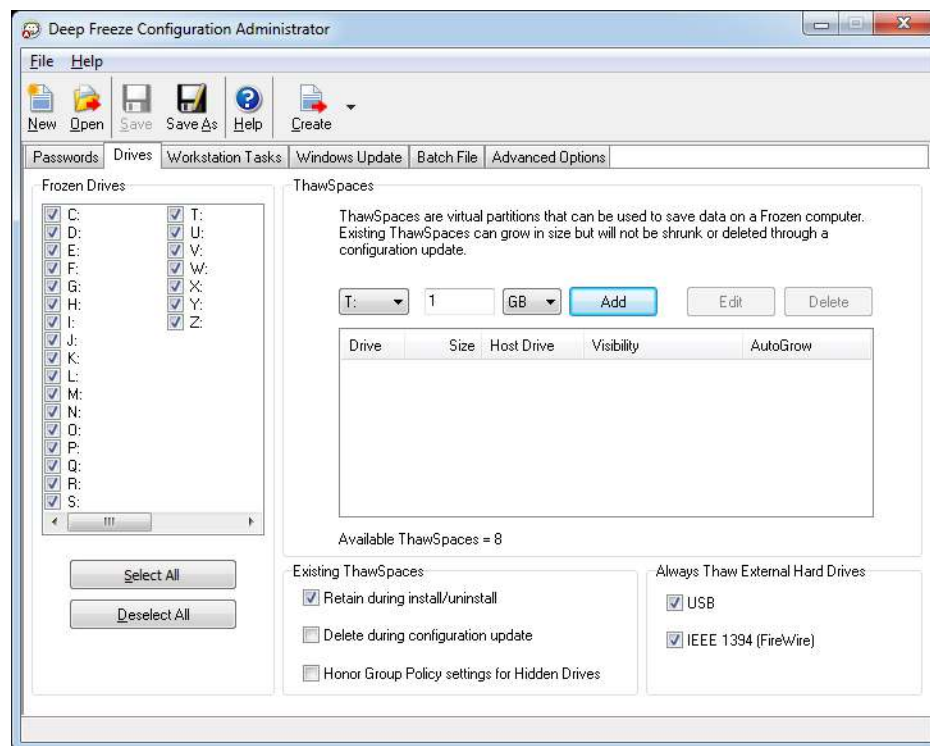 Deep Freeze Configuration Administrator
File Help
New Open Save Save As Help Create
Passwords Drives Workstation Tasks Windows Update Batch File Advanced Options
Frozen Drives
C: T:
D: U:
E: V:
F: W:
G: X:
H: Y:
I: Z:
J:
K:
L:
M:
N:
O:
P:
Q:
R:
S:
Select All
Deselect All
ThawSpaces
ThawSpaces are virtual partitions that can be used to save data on a Frozen computer.
Existing ThawSpaces can grow in size but will not be shrunk or deleted through a
configuration update.
T: 1 GB Add Edit Delete
Drive Size Host Drive Visibility AutoGrow
Available ThawSpaces = 8
Existing ThawSpaces
Retain during install/uninstall
Delete during configuration update
Honor Group Policy settings for Hidden Drives
Always Thaw External Hard Drives
USB
IEEE 1394 (FireWire)